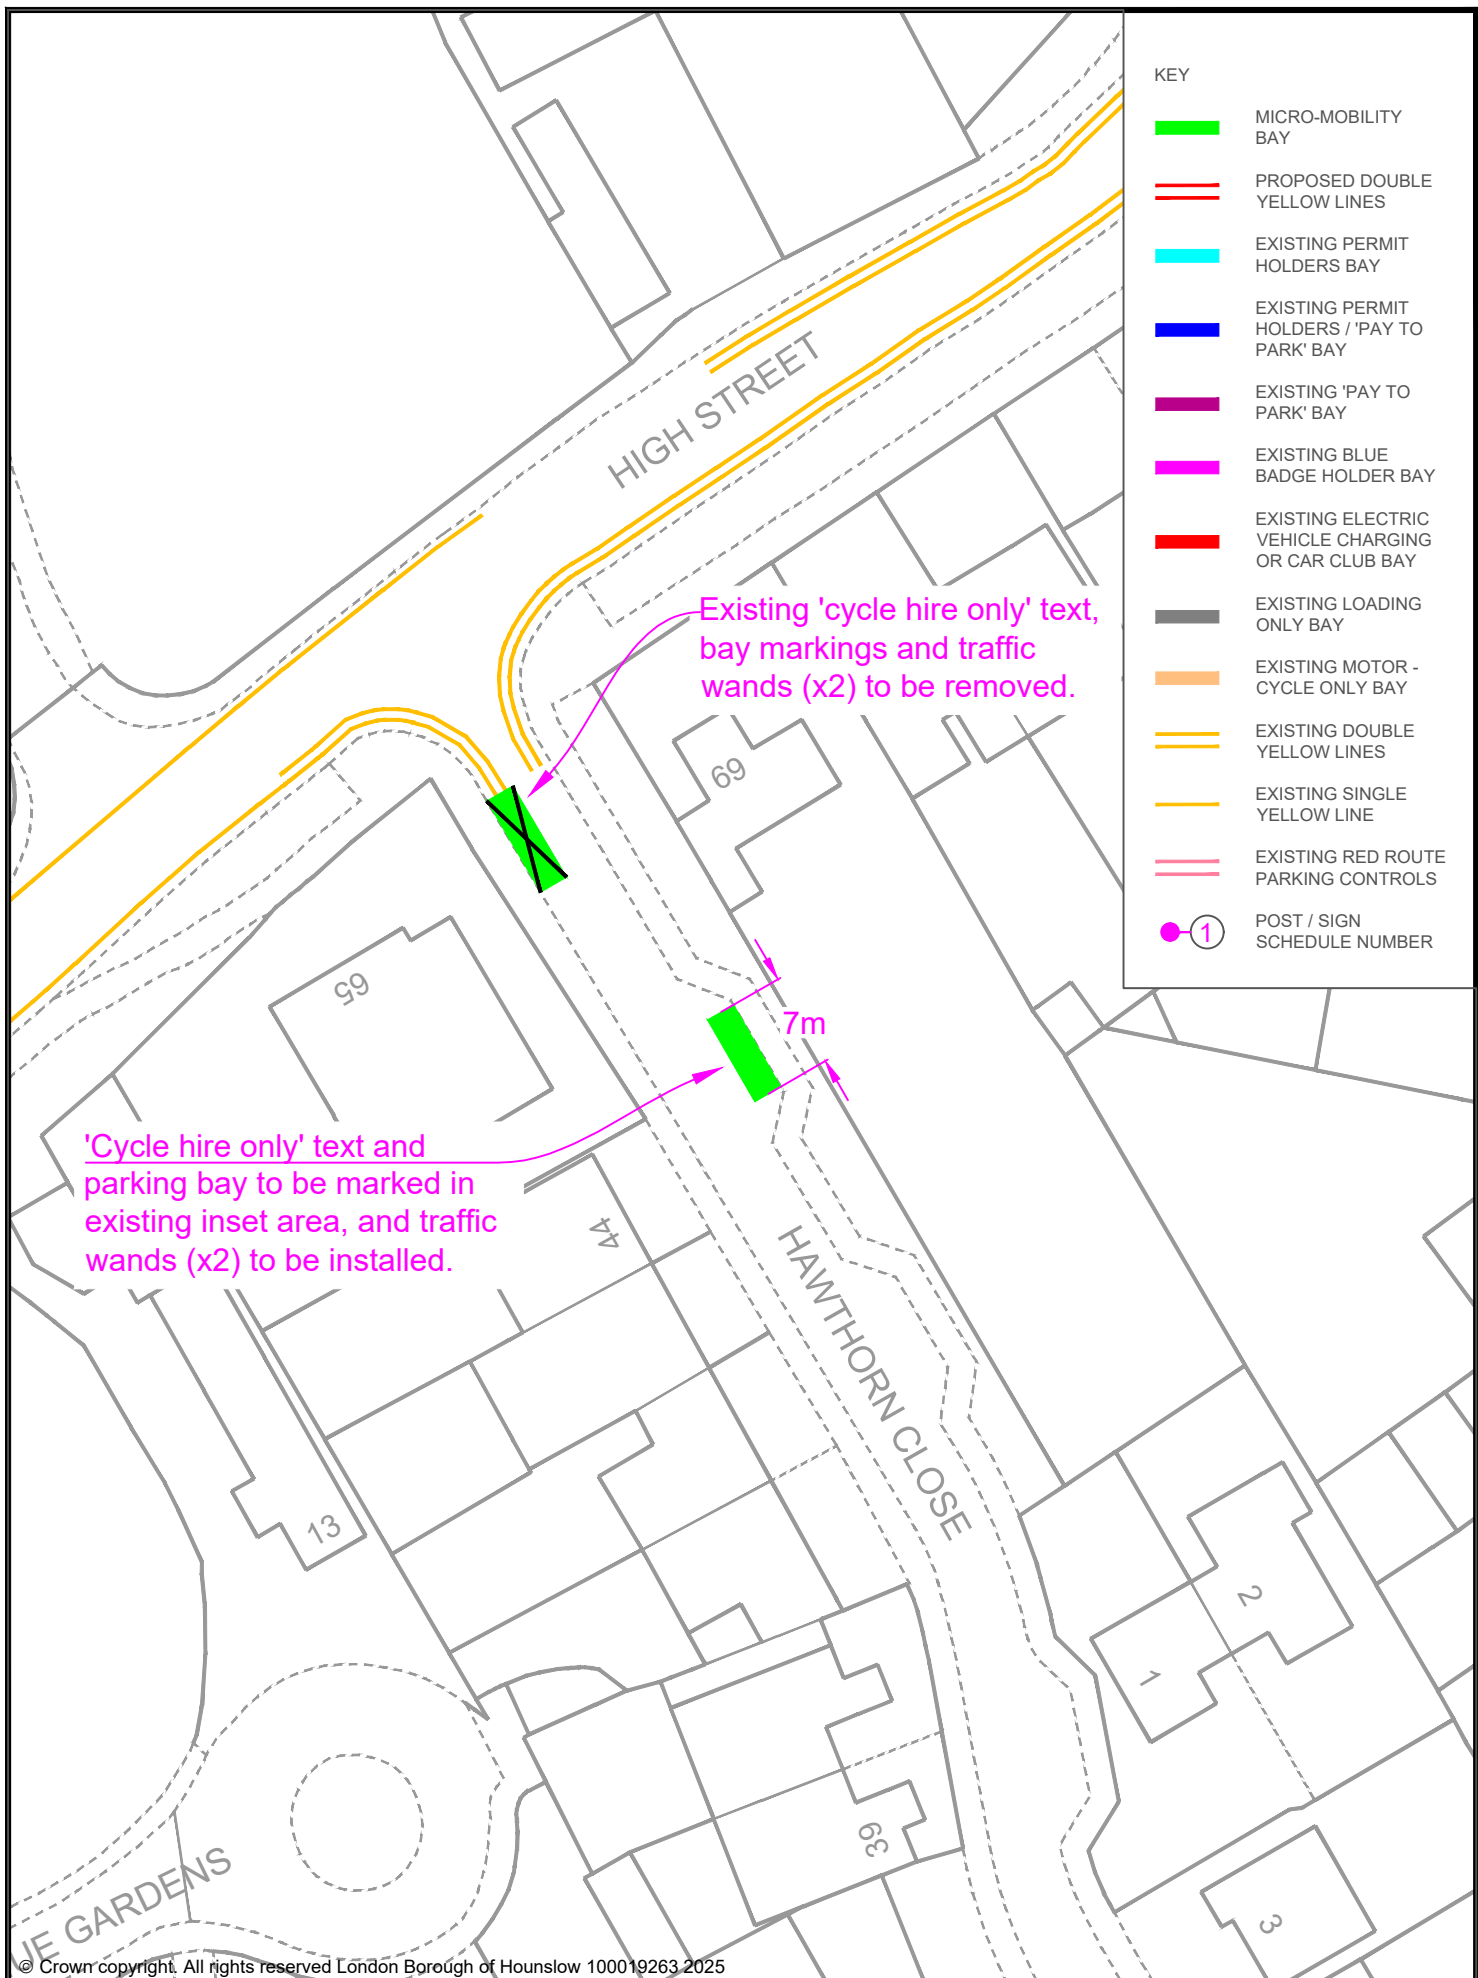 KEY
MICRO-MOBILITY
BAY
PROPOSED DOUBLE
YELLOW LINES
EXISTING PERMIT
HOLDERS BAY
EXISTING PERMIT
HOLDERS / 'PAY TO
PARK' BAY
EXISTING 'PAY TO
PARK' BAY
EXISTING BLUE
BADGE HOLDER BAY
EXISTING ELECTRIC
VEHICLE CHARGING
OR CAR CLUB BAY
EXISTING LOADING
ONLY BAY
EXISTING MOTOR -
CYCLE ONLY BAY
EXISTING DOUBLE
YELLOW LINES
EXISTING SINGLE
YELLOW LINE
EXISTING RED ROUTE
PARKING CONTROLS
1
POST / SIGN
SCHEDULE NUMBER
HIGH STREET
Existing 'cycle hire only' text,
bay markings and traffic
wands (x2) to be removed.
69
65
7m
'Cycle hire only' text and
parking bay to be marked in
existing inset area, and traffic
wands (x2) to be installed.
44
HAWTHORN CLOSE
13
2
1
39
3
UE GARDENS
© Crown copyright. All rights reserved London Borough of Hounslow 100019263 2025